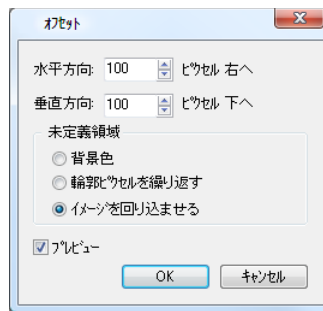 ｵﾌｾｯﾄ
水平方向: 100 ﾋﾟｸｾﾙ 右へ
垂直方向: 100 ﾋﾟｸｾﾙ 下へ
未定義領域
背景色
輪郭ﾋﾟｸｾﾙを繰り返す
ｲﾒｰｼﾞを回り込ませる
ﾌﾟﾚﾋﾞｭｰ
OK ｷｬﾝｾﾙ